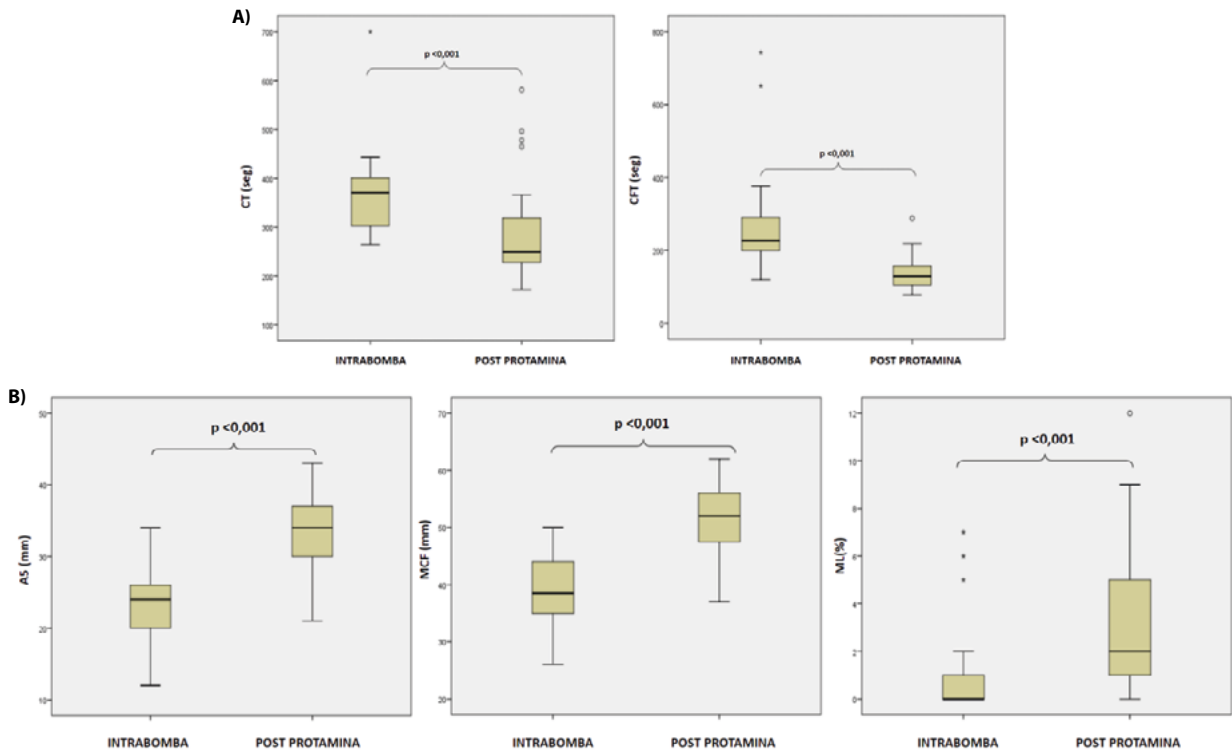 A)
700
600
500
400
300
200
100
CT (seg)
p <0,001
INTRABOMBA
POST PROTAMINA
800
600
400
200
0
CFT (seg)
p <0,001
INTRABOMBA
POST PROTAMINA
B)
50
40
30
20
10
A5 (mm)
p <0,001
INTRABOMBA
POST PROTAMINA
70
60
50
40
30
20
MCF (mm)
p <0,001
INTRABOMBA
POST PROTAMINA
12
10
8
6
4
2
0
ML(%)
p <0,001
INTRABOMBA
POST PROTAMINA